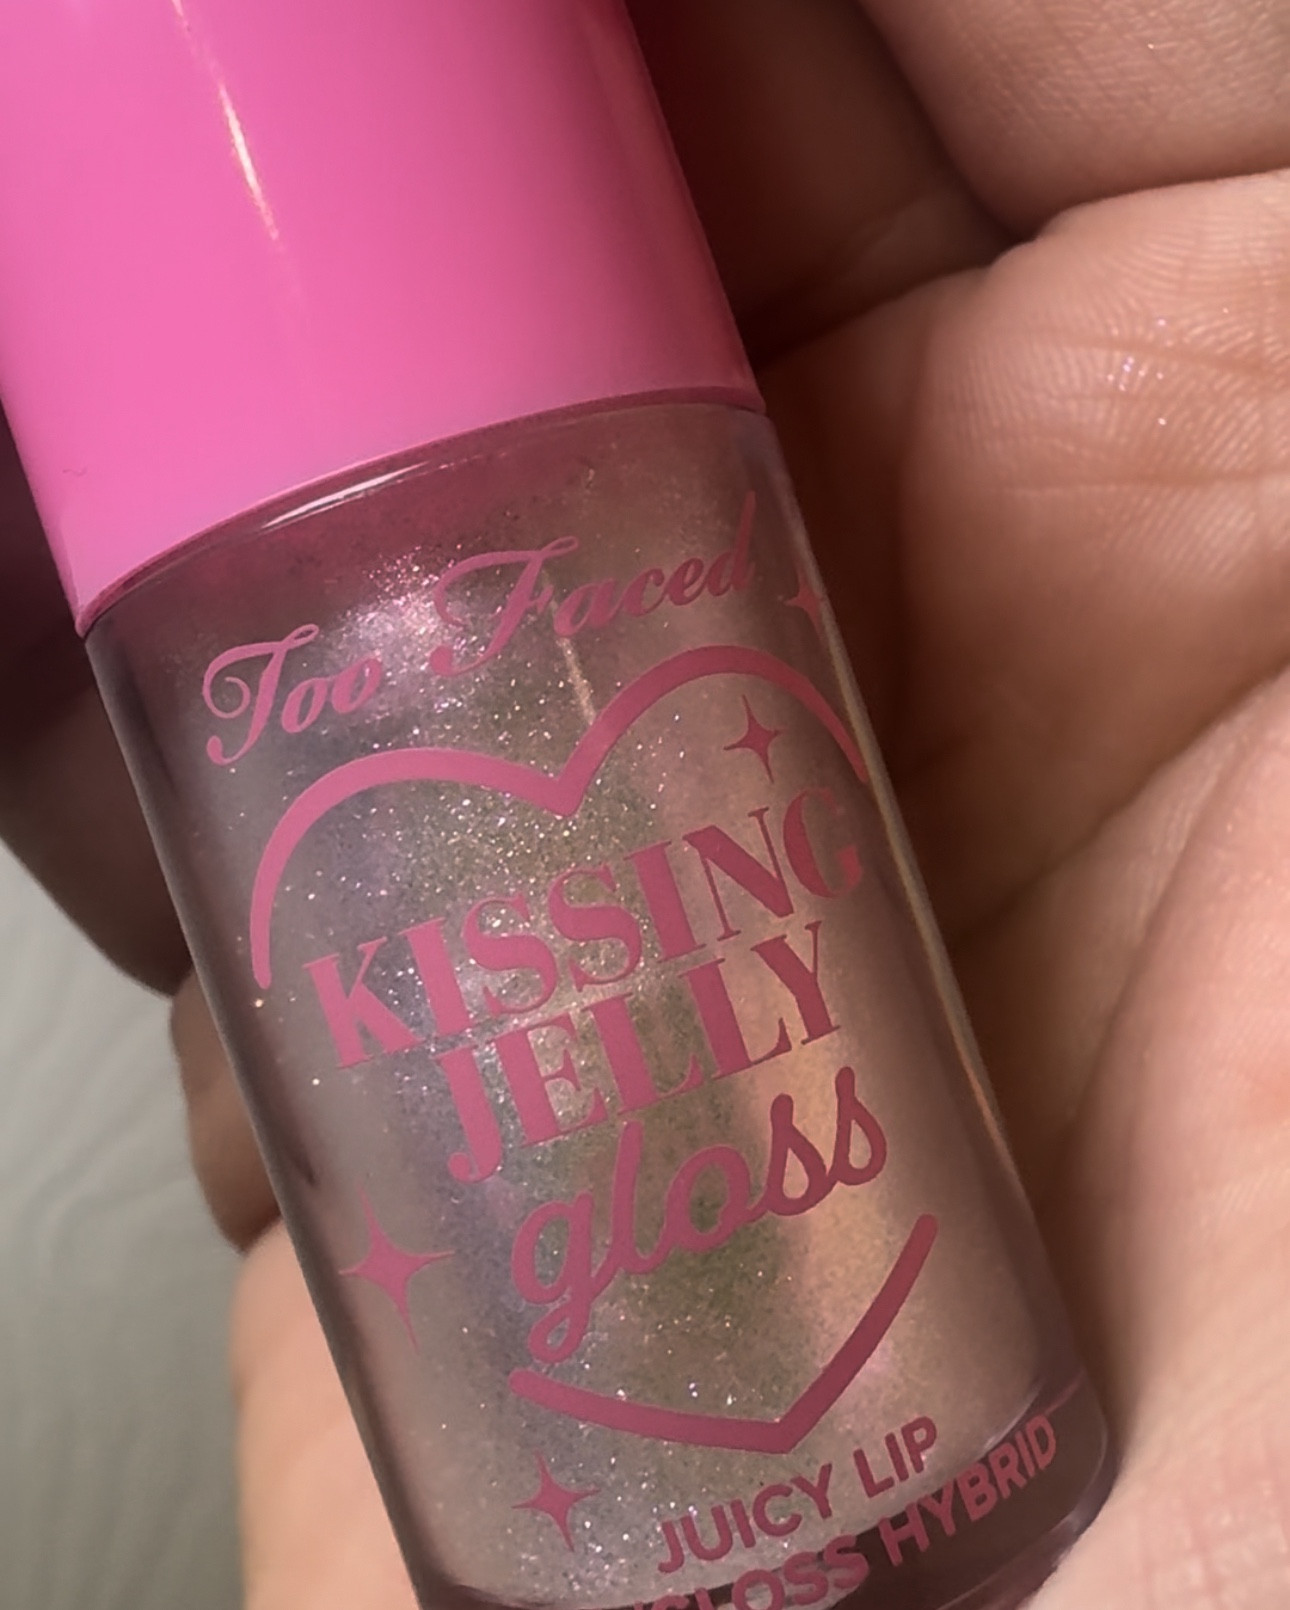 Too Faced
KISSING
JELLY
gloss
JUICY LIP
GLOSS HYBRID